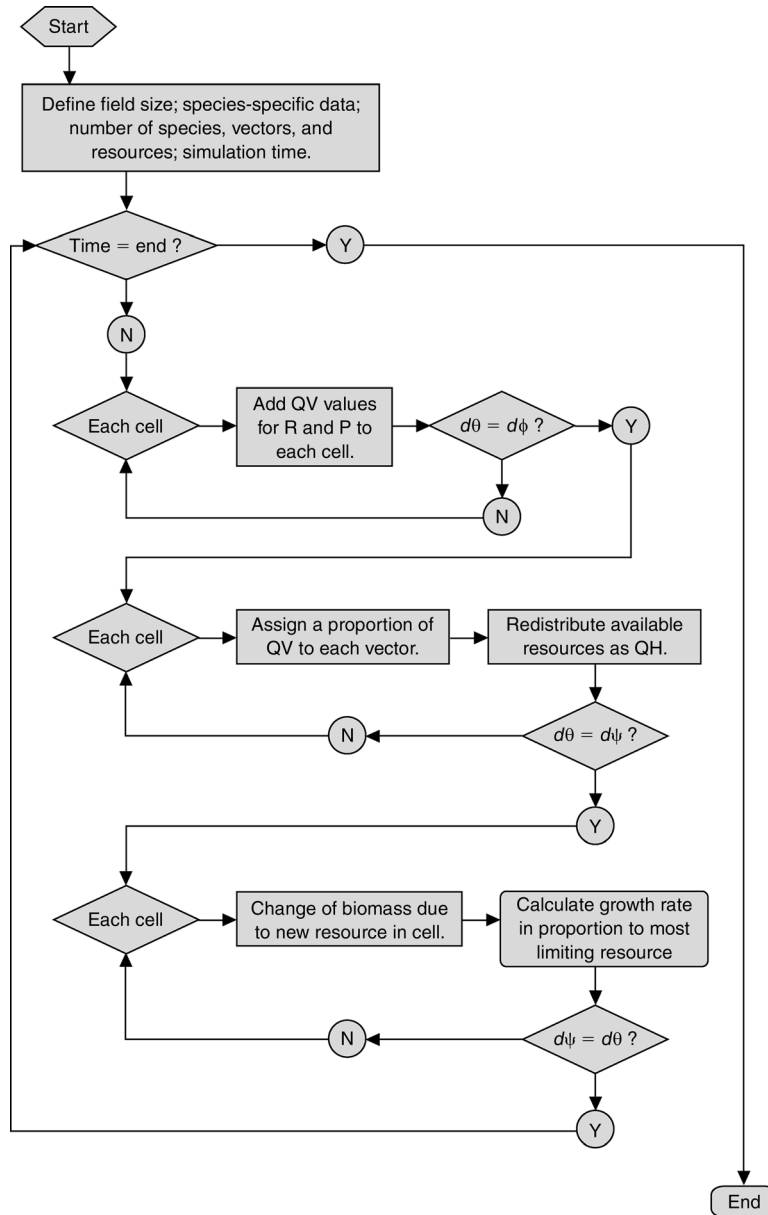 Start
Define field size; species-specific data;
number of species, vectors, and
resources; simulation time.
Time = end ?
Y
N
Each cell
Add QV values
for R and P to
each cell.
dθ = dϕ ?
Y
N
Each cell
Assign a proportion of
QV to each vector.
Redistribute available
resources as QH.
dθ = dψ ?
N
Y
Each cell
Change of biomass due
to new resource in cell.
Calculate growth rate
in proportion to most
limiting resource
dψ = dθ ?
N
Y
End